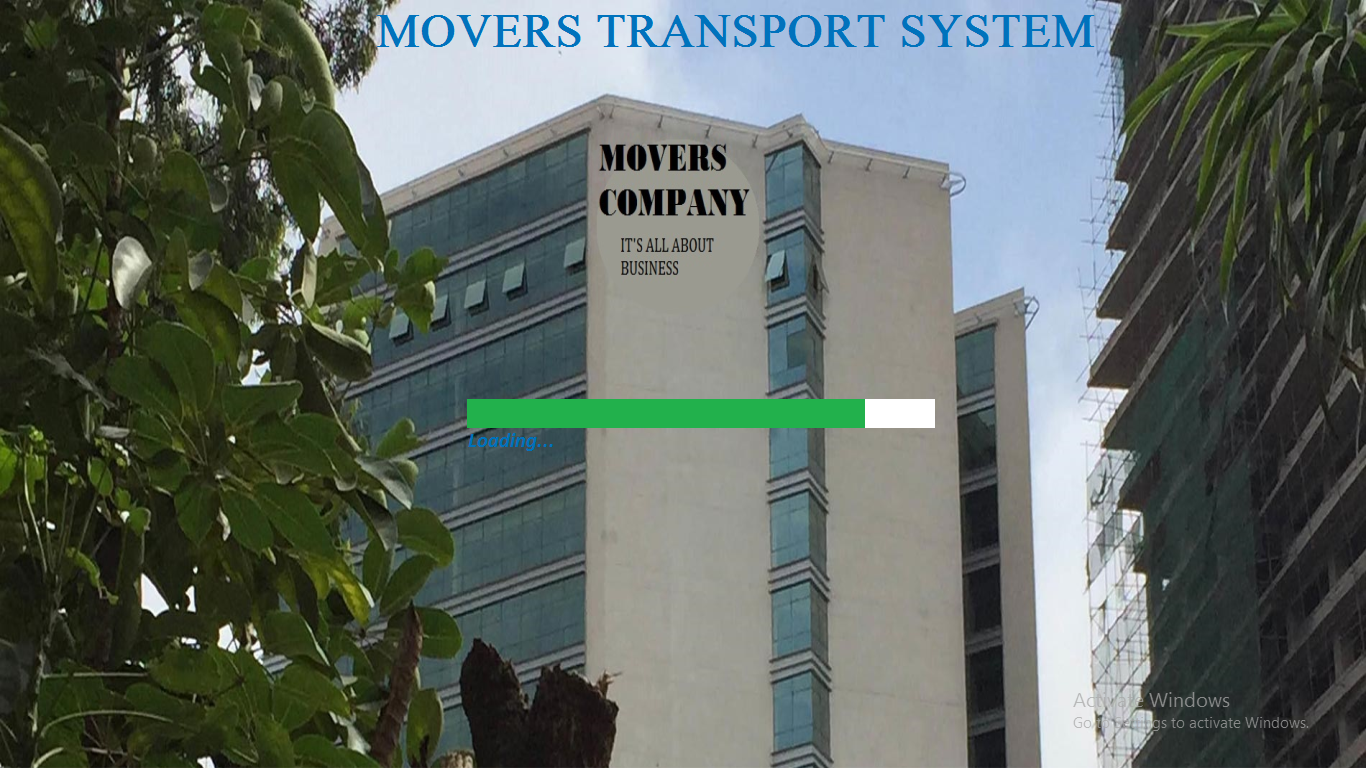 MOVERS TRANSPORT SYSTEM
MOVERS
COMPANY
IT'S ALL ABOUT
BUSINESS
Loading...
Activate Windows
Go to Settings to activate Windows.